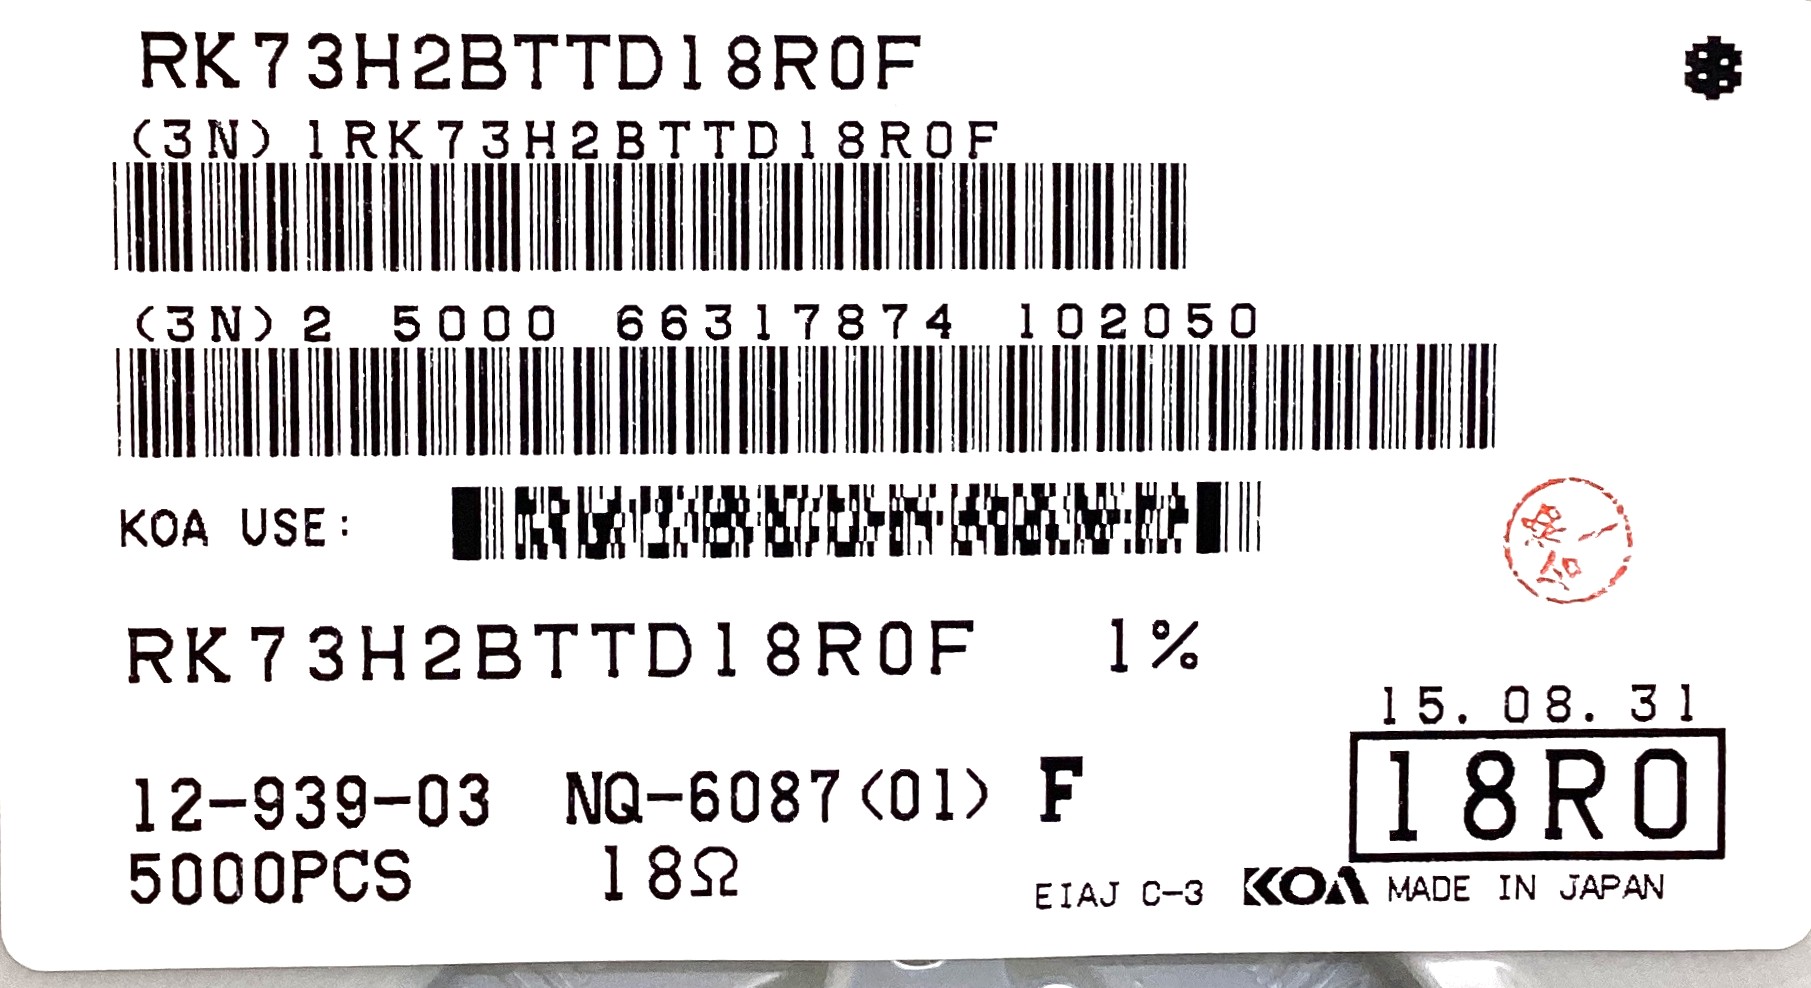 RK73H2BTTD18R0F
(3N)1RK73H2BTTD18R0F
(3N)2 5000 66317874 102050
KOA USE:
RK73H2BTTD18R0F 1%
15.08.31
18R0
12-939-03 NQ-6087(01) F
5000PCS 18Ω
EIAJ C-3 KOA MADE IN JAPAN